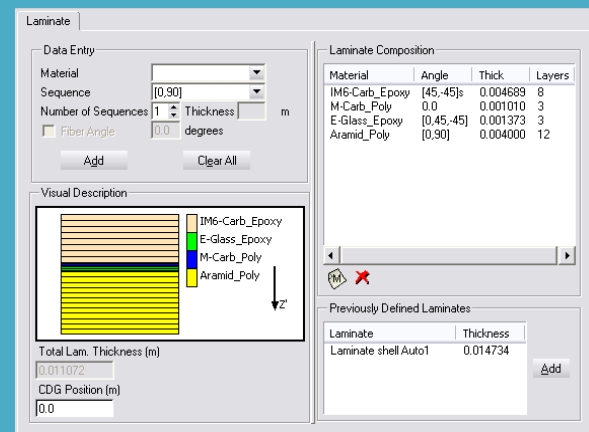 Laminate
Data Entry
Material
Sequence [0,90]
Number of Sequences 1 Thickness m
Fiber Angle 0.0 degrees
Add Clear All
Visual Description
IM6-Carb_Epoxy
E-Glass_Epoxy
M-Carb_Poly
Aramid_Poly
Z'
Total Lam. Thickness (m)
0.011072
CDG Position (m)
0.0
Laminate Composition
Material Angle Thick Layers
IM6-Carb_Epoxy [45,-45]s 0.004689 8
M-Carb_Poly 0.0 0.001010 3
E-Glass_Epoxy [0,45,-45] 0.001373 3
Aramid_Poly [0,90] 0.004000 12
M
Previously Defined Laminates
Laminate Thickness
Laminate shell Auto1 0.014734
Add